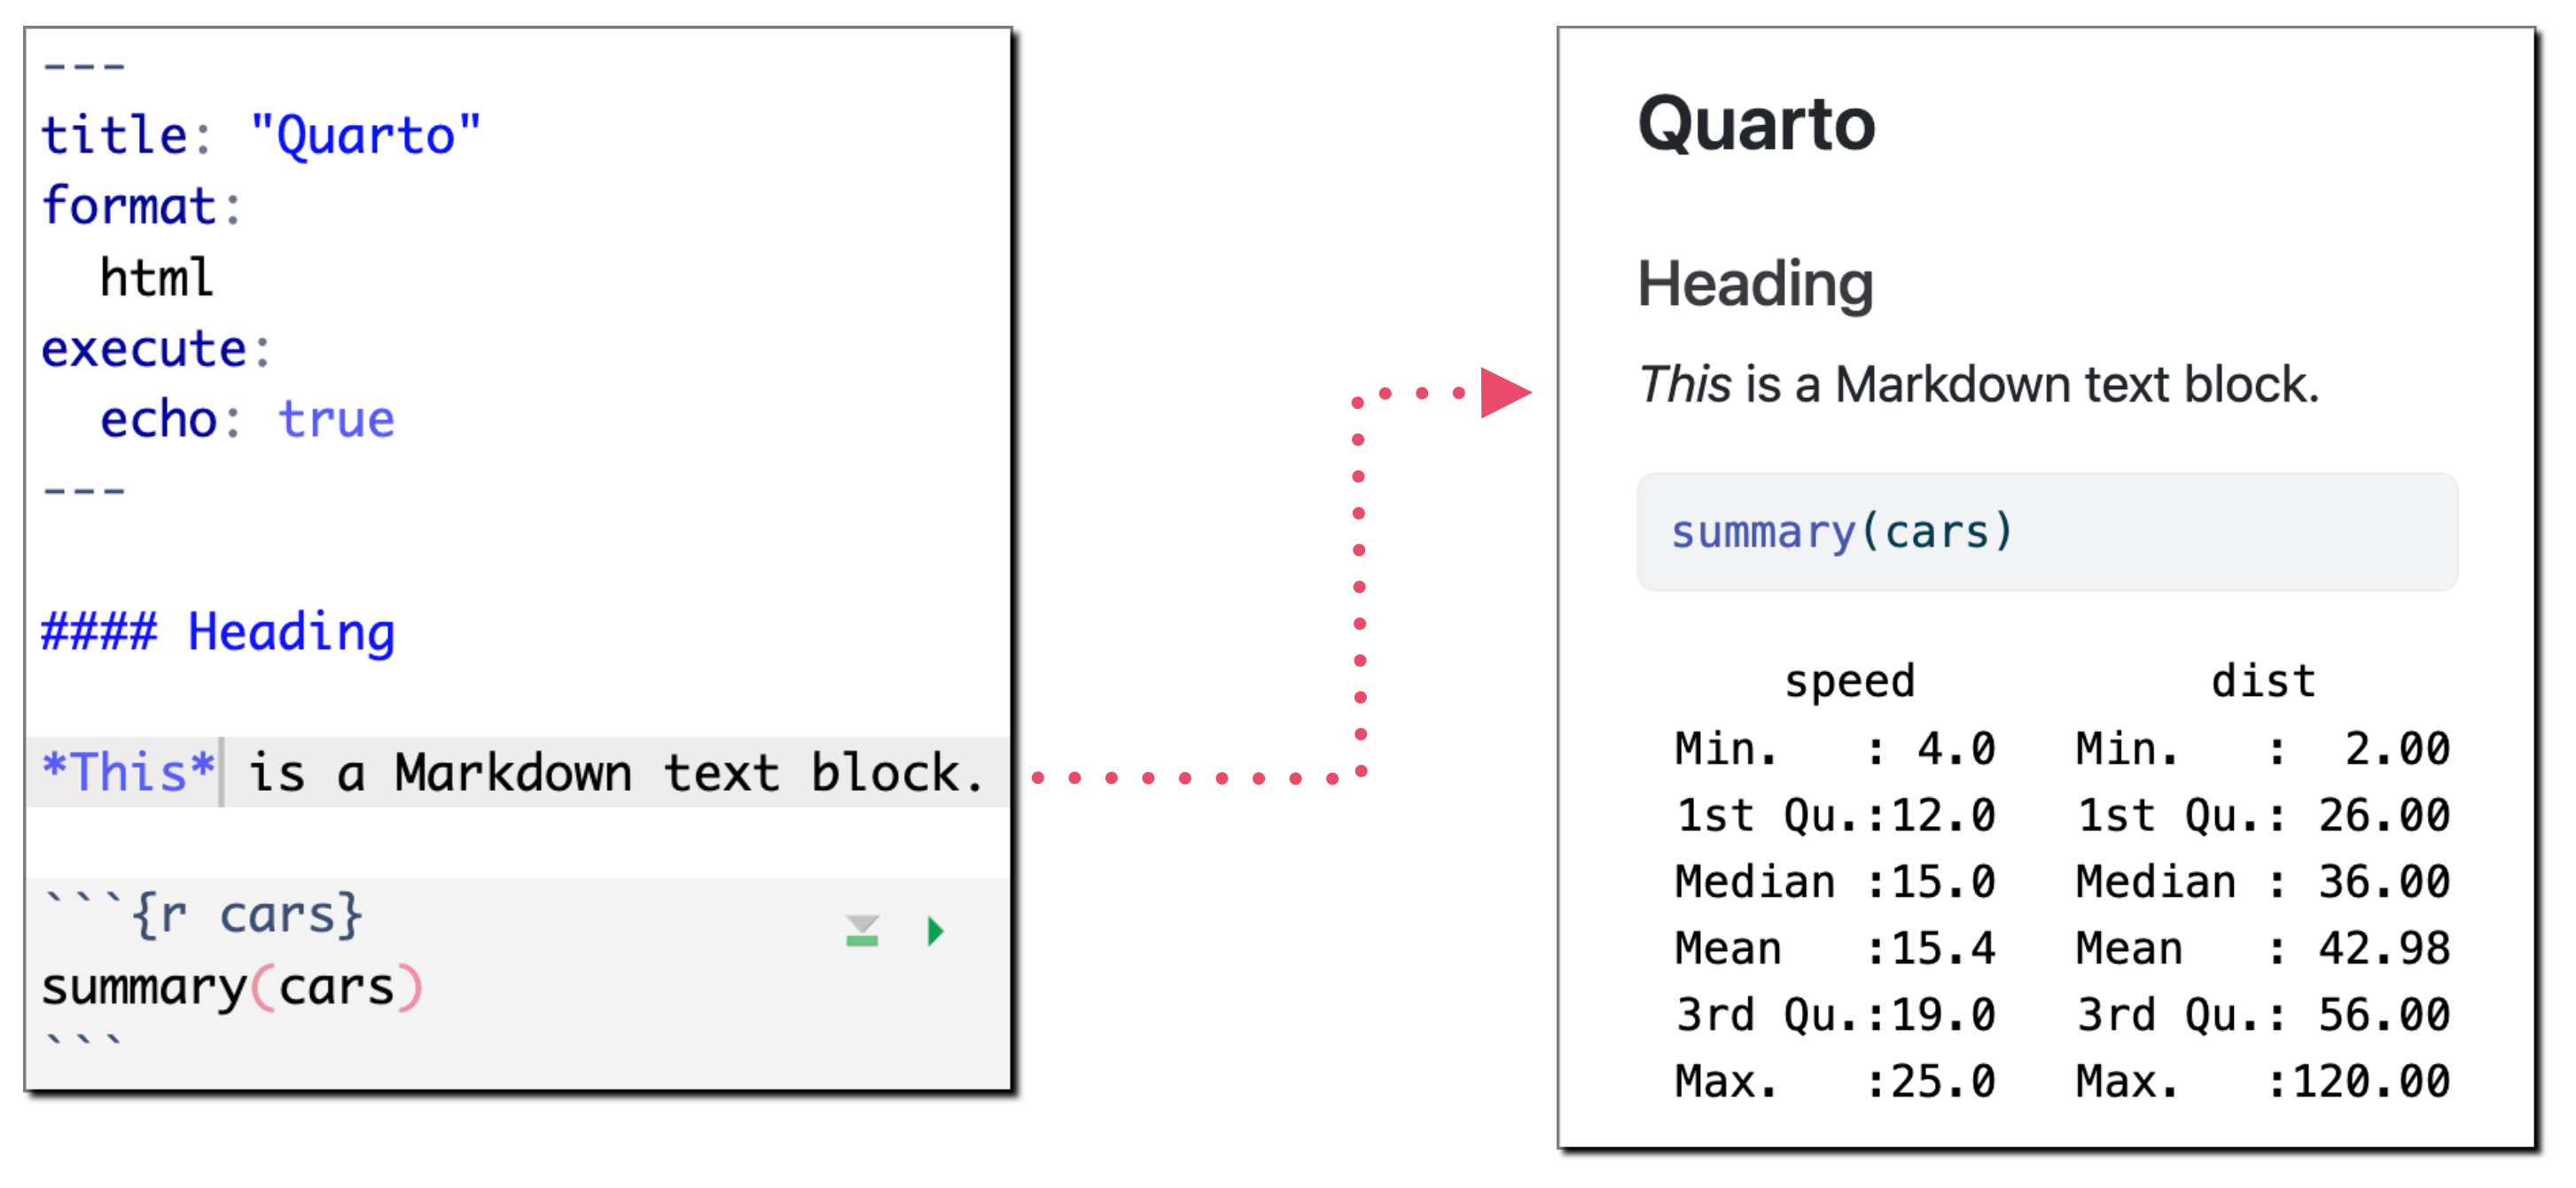 ---
title: "Quarto"
format:
  html
execute:
  echo: true
---
#### Heading
*This* is a Markdown text block.
```{r cars}
summary(cars)
```
Quarto
Heading
This is a Markdown text block.
summary(cars)
     speed           dist
Min.   : 4.0   Min.   :  2.00
1st Qu.:12.0   1st Qu.: 26.00
Median :15.0   Median : 36.00
Mean   :15.4   Mean   : 42.98
3rd Qu.:19.0   3rd Qu.: 56.00
Max.   :25.0   Max.   :120.00